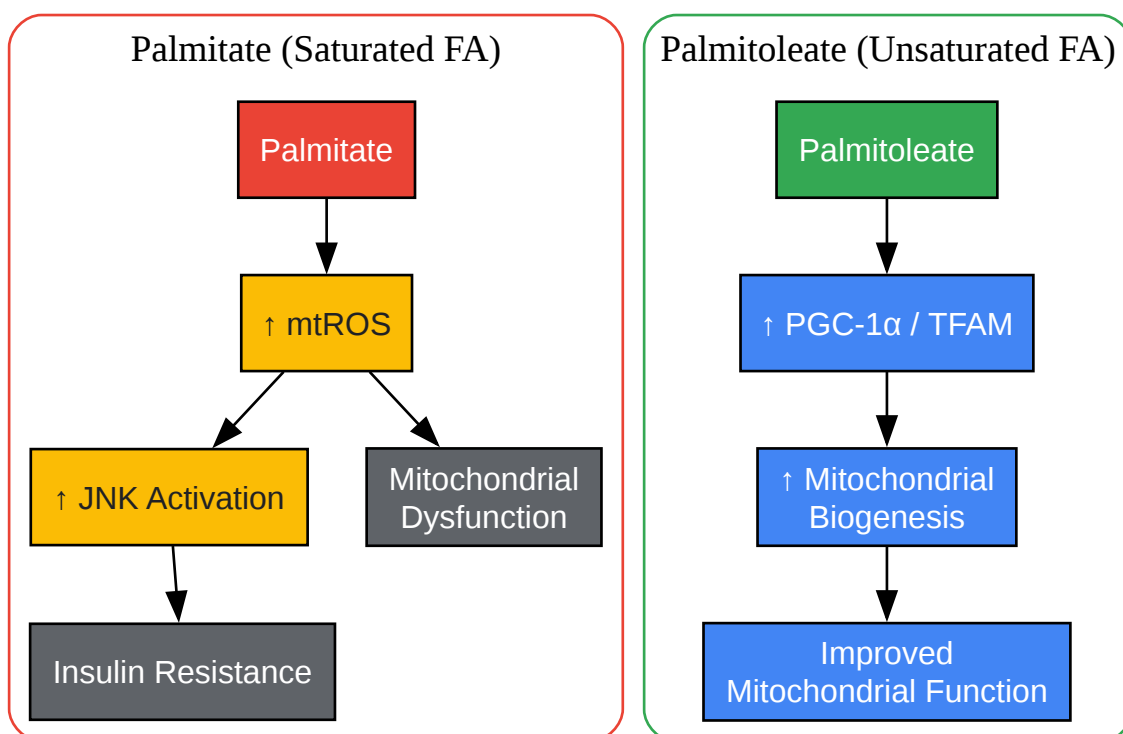 Palmitate (Saturated FA)
Palmitate
↑ mtROS
↑ JNK Activation
Mitochondrial
Dysfunction
Insulin Resistance
Palmitoleate (Unsaturated FA)
Palmitoleate
↑ PGC-1α / TFAM
↑ Mitochondrial
Biogenesis
Improved
Mitochondrial Function